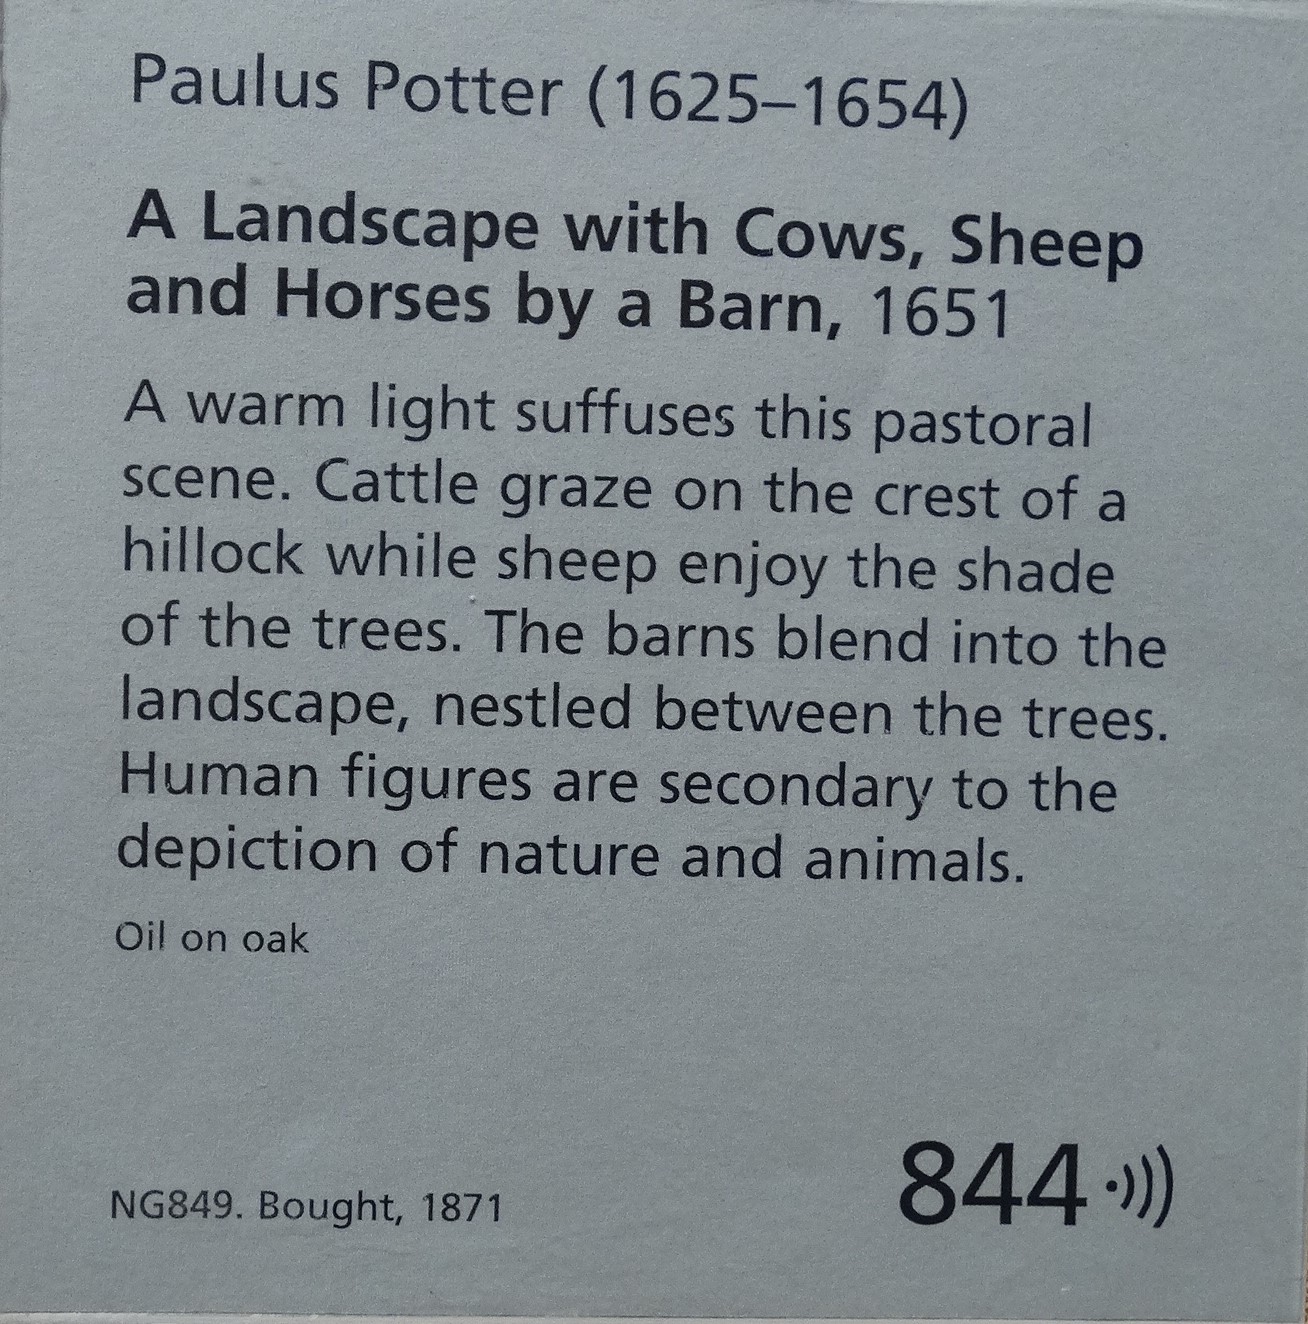 Paulus Potter (1625–1654)
A Landscape with Cows, Sheep
and Horses by a Barn, 1651
A warm light suffuses this pastoral
scene. Cattle graze on the crest of a
hillock while sheep enjoy the shade
of the trees. The barns blend into the
landscape, nestled between the trees.
Human figures are secondary to the
depiction of nature and animals.
Oil on oak
NG849. Bought, 1871
844